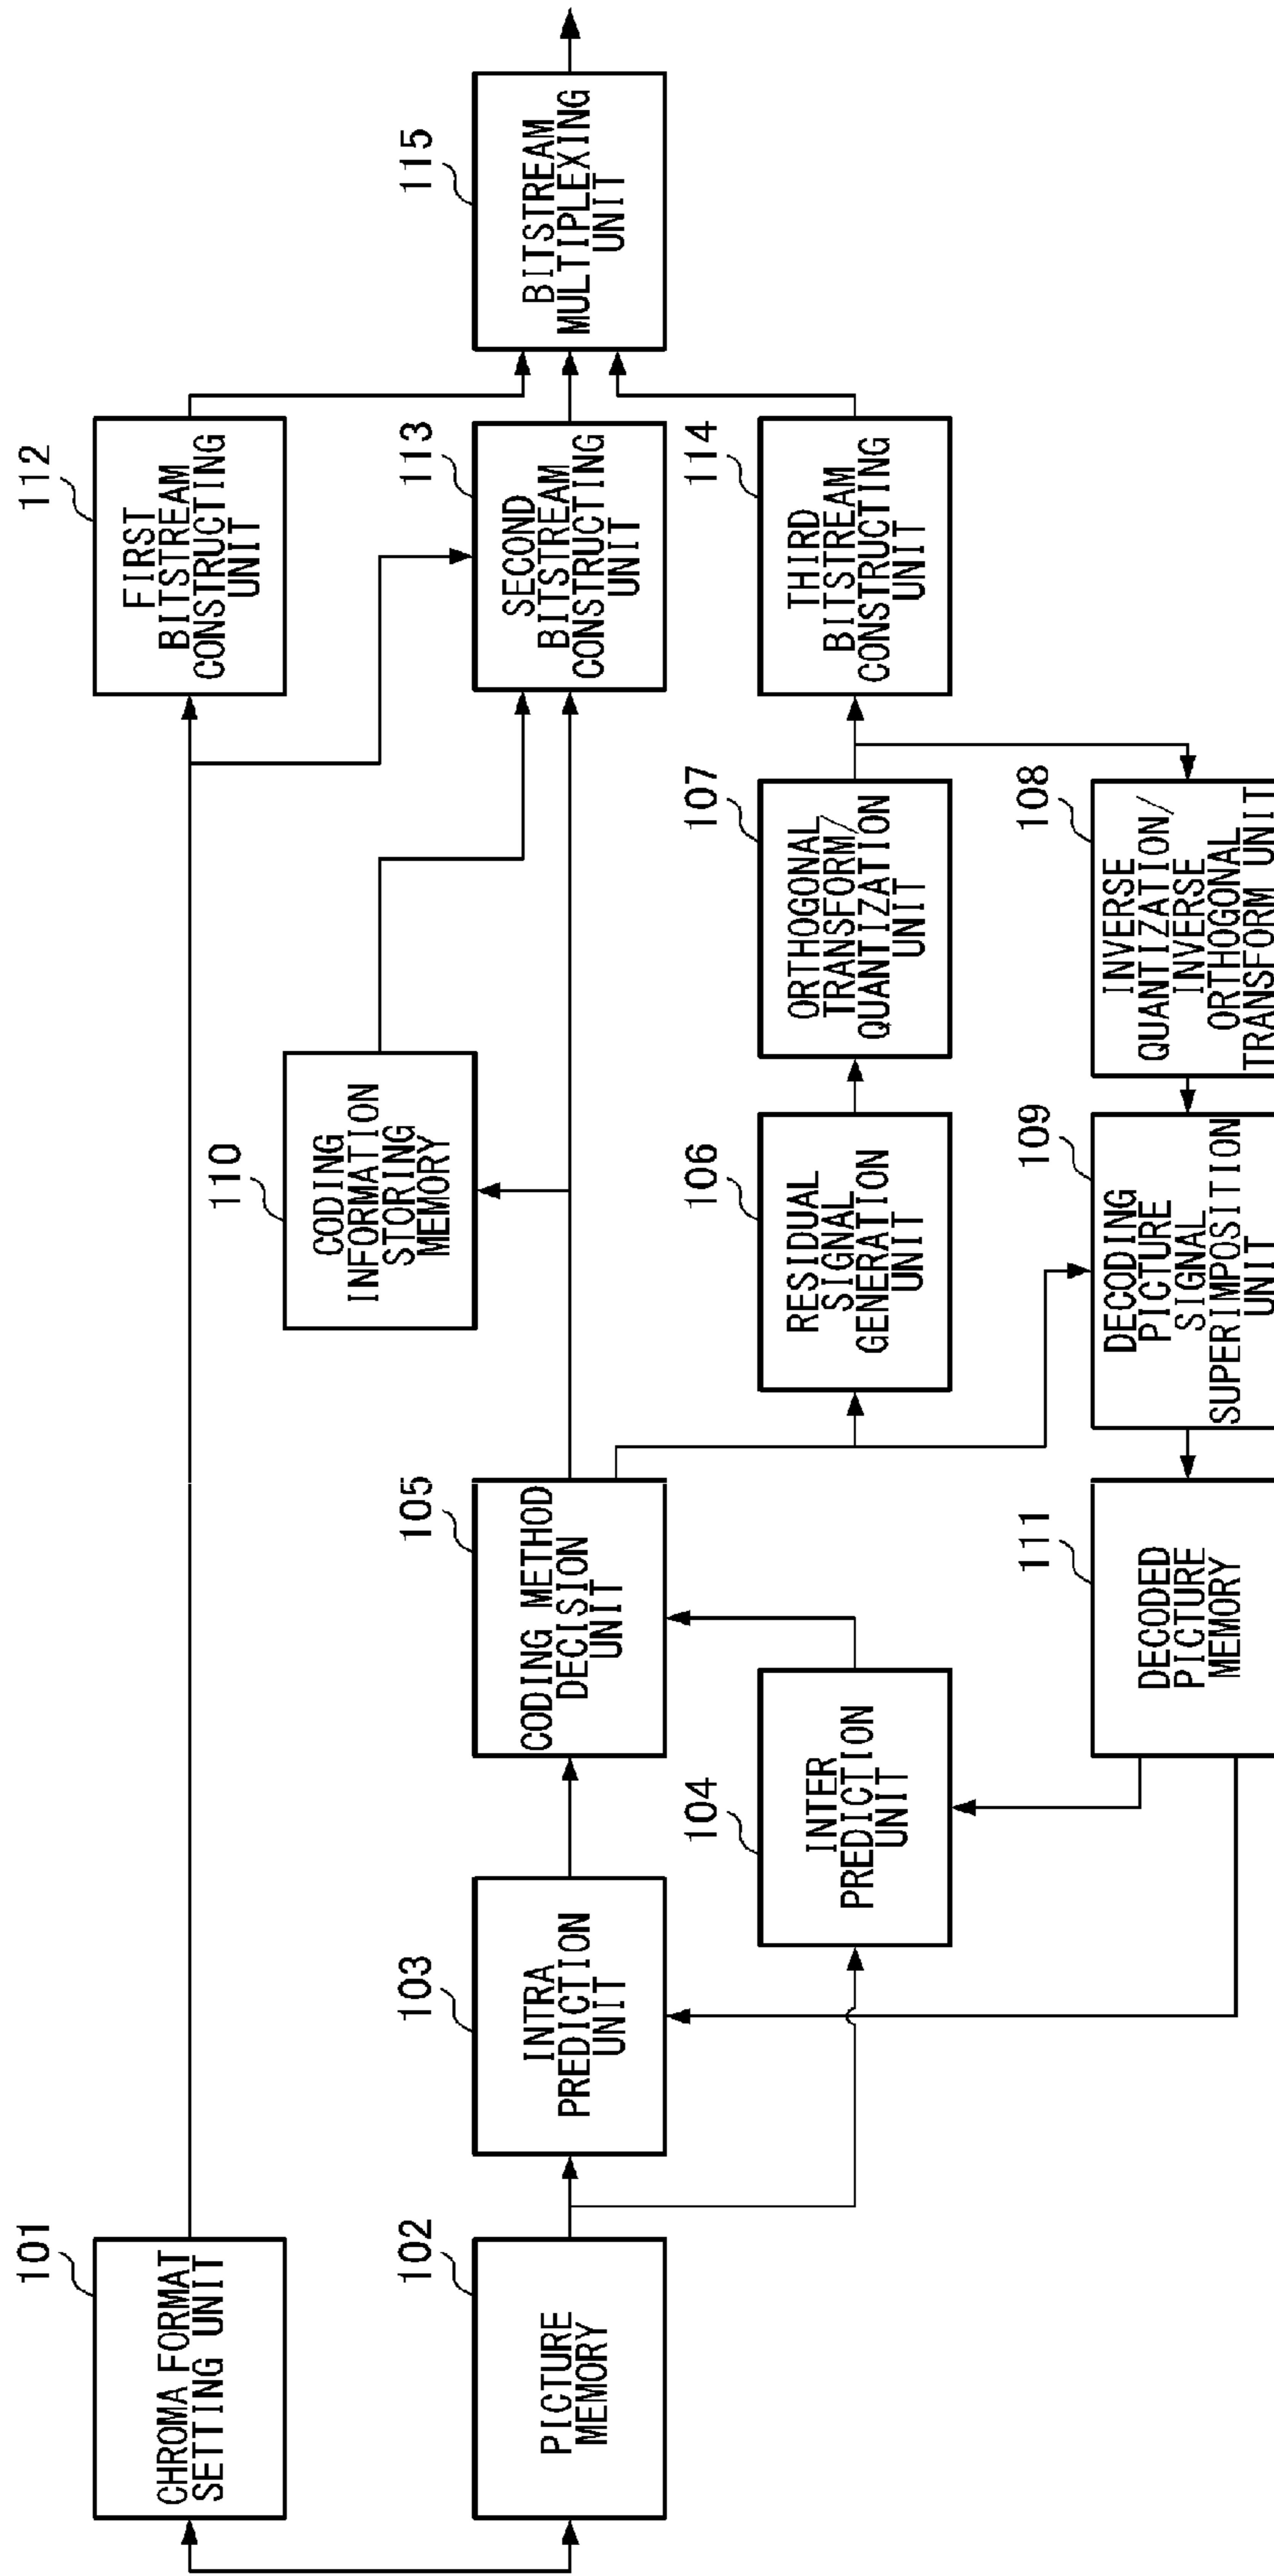 101
CHROMA FORMAT
SETTING UNIT
112
FIRST
BITSTREAM
CONSTRUCTING
UNIT
110
CODING
INFORMATION
STORING
MEMORY
102
PICTURE
MEMORY
103
INTRA
PREDICTION
UNIT
105
CODING METHOD
DECISION
UNIT
113
SECOND
BITSTREAM
CONSTRUCTING
UNIT
115
BITSTREAM
MULTIPLEXING
UNIT
104
INTER
PREDICTION
UNIT
106
RESIDUAL
SIGNAL
GENERATION
UNIT
107
ORTHOGONAL
TRANSFORM/
QUANTIZATION
UNIT
114
THIRD
BITSTREAM
CONSTRUCTING
UNIT
111
DECODED
PICTURE
MEMORY
109
DECODING
PICTURE
SIGNAL
SUPERIMPOSITION
UNIT
108
INVERSE
QUANTIZATION/
INVERSE
ORTHOGONAL
TRANSFORM UNIT